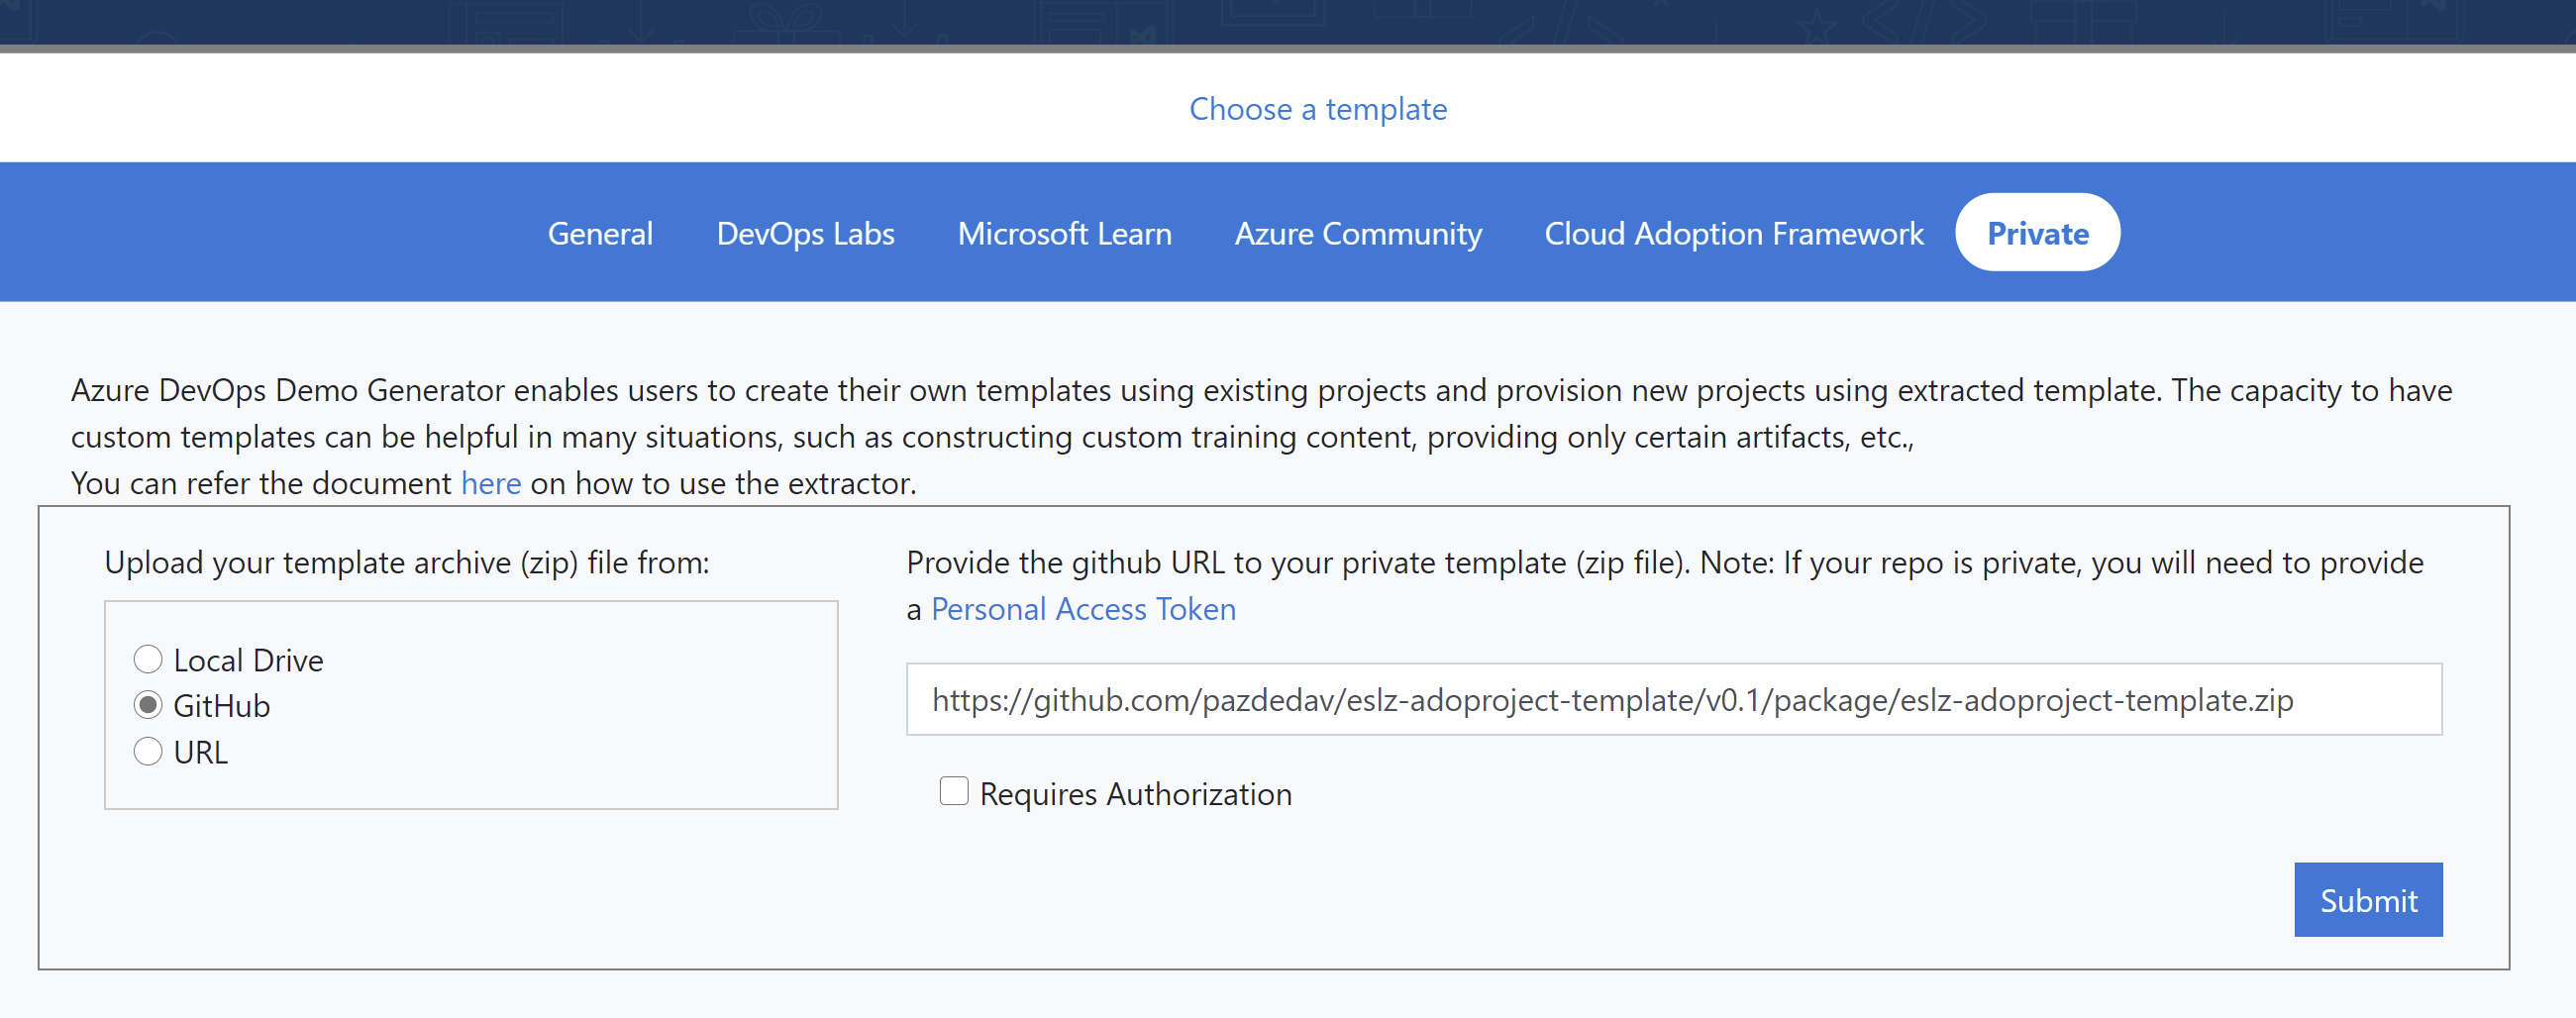 Choose a template
General DevOps Labs Microsoft Learn Azure Community Cloud Adoption Framework Private
Azure DevOps Demo Generator enables users to create their own templates using existing projects and provision new projects using extracted template. The capacity to have
custom templates can be helpful in many situations, such as constructing custom training content, providing only certain artifacts, etc.,
You can refer the document here on how to use the extractor.
Upload your template archive (zip) file from:
Local Drive
GitHub
URL
Provide the github URL to your private template (zip file). Note: If your repo is private, you will need to provide
a Personal Access Token
https://github.com/pazdedav/eslz-adoproject-template/v0.1/package/eslz-adoproject-template.zip
Requires Authorization
Submit